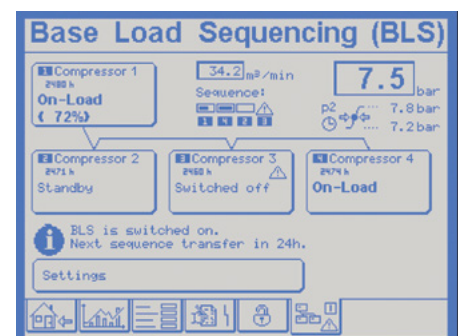 Base Load Sequencing (BLS)
1 Compressor 1
2480 h
On-Load
( 72%)
34.2 m³/min
Sequence:
1 4 2 3
7.5 bar
p2 7.8 bar
7.2 bar
2 Compressor 2
2471 h
Standby
3 Compressor 3
2460 h
Switched off
4 Compressor 4
2474 h
On-Load
BLS is switched on.
Next sequence transfer in 24h.
Settings